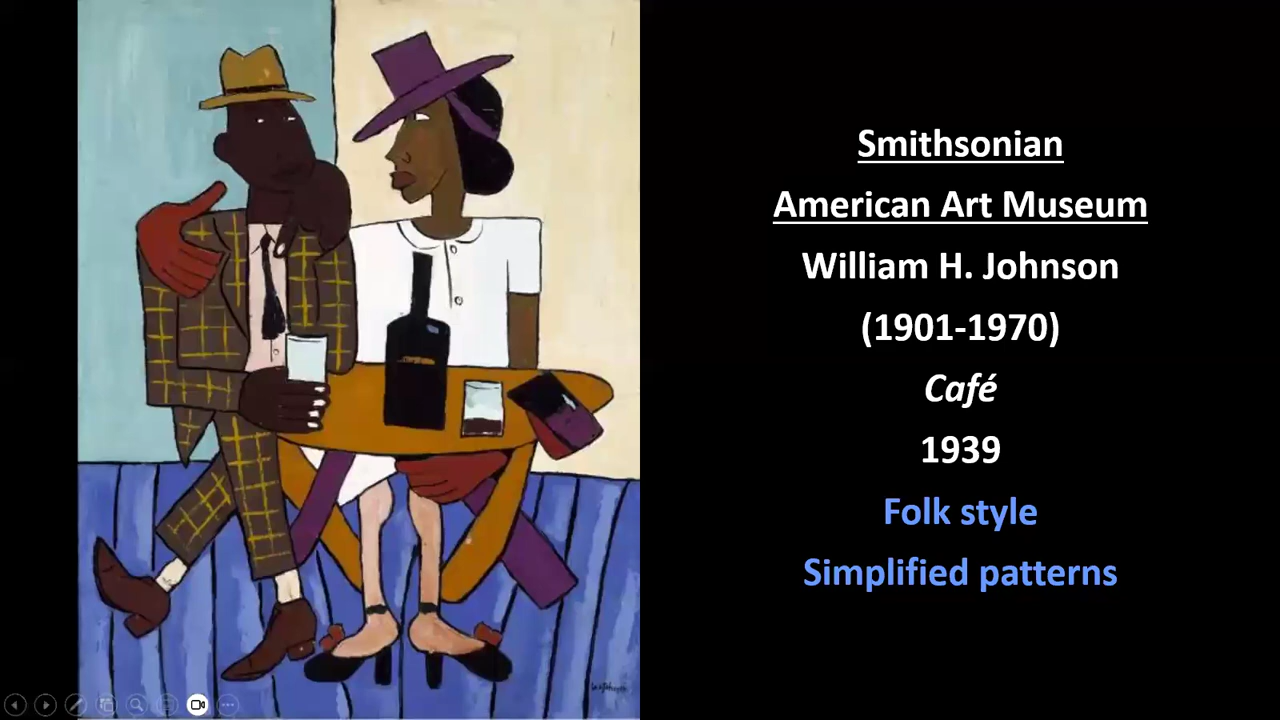 Smithsonian
American Art Museum
William H. Johnson
(1901-1970)
Café
1939
Folk style
Simplified patterns